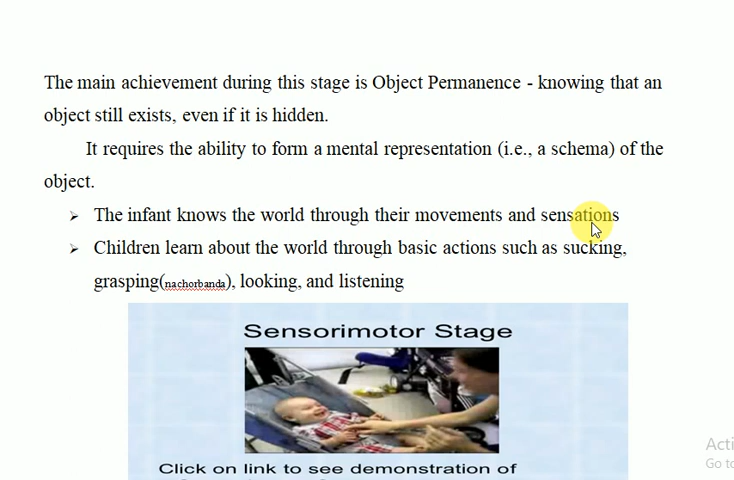 The main achievement during this stage is Object Permanence - knowing that an
object still exists, even if it is hidden.
It requires the ability to form a mental representation (i.e., a schema) of the
object.
➢ The infant knows the world through their movements and sensations
➢ Children learn about the world through basic actions such as sucking,
grasping(nachorbanda), looking, and listening
Sensorimotor Stage
Click on link to see demonstration of